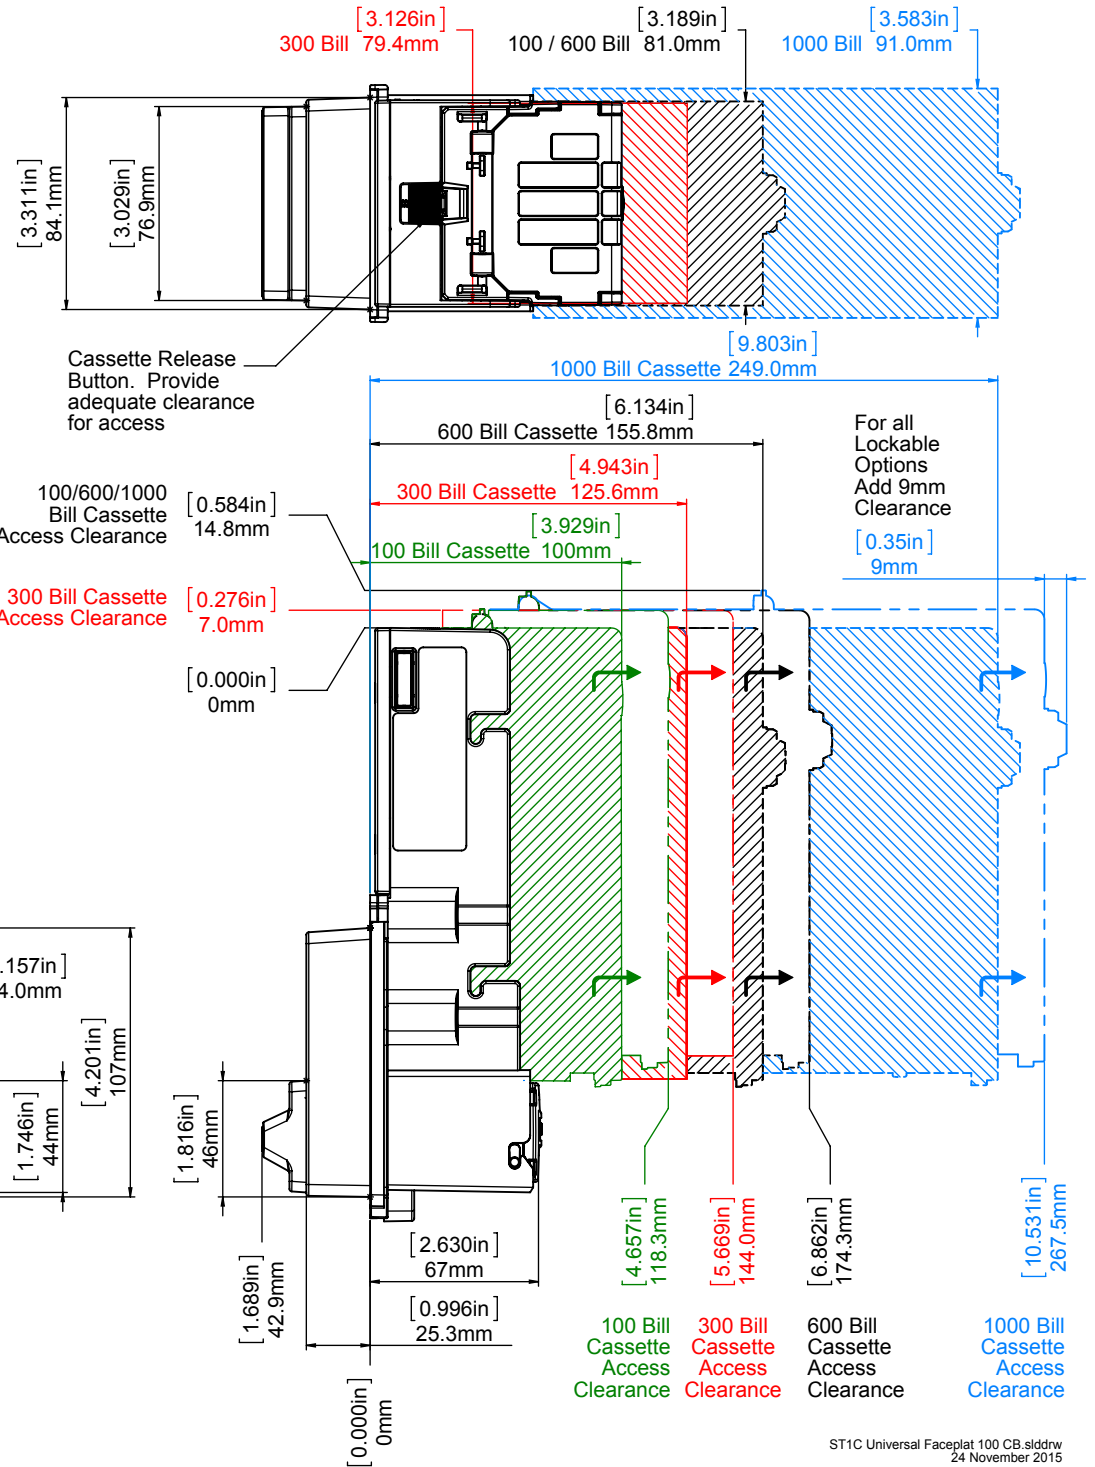 [3.126in]
300 Bill 79.4mm
[3.189in]
100 / 600 Bill 81.0mm
[3.583in]
1000 Bill 91.0mm
[3.311in]
84.1mm
[3.029in]
76.9mm
Cassette Release
Button. Provide
adequate clearance
for access
[9.803in]
1000 Bill Cassette 249.0mm
[6.134in]
600 Bill Cassette 155.8mm
For all
Lockable
Options
Add 9mm
Clearance
[4.943in]
300 Bill Cassette 125.6mm
100/600/1000
Bill Cassette
Access Clearance
[0.584in]
14.8mm
[3.929in]
100 Bill Cassette 100mm
[0.35in]
9mm
300 Bill Cassette
Access Clearance
[0.276in]
7.0mm
[0.000in]
0mm
.157in]
4.0mm
[4.201in]
107mm
[1.746in]
44mm
[1.816in]
46mm
[1.689in]
42.9mm
[2.630in]
67mm
[0.996in]
25.3mm
[0.000in]
0mm
[4.657in]
118.3mm
[5.669in]
144.0mm
[6.862in]
174.3mm
[10.531in]
267.5mm
100 Bill
Cassette
Access
Clearance
300 Bill
Cassette
Access
Clearance
600 Bill
Cassette
Access
Clearance
1000 Bill
Cassette
Access
Clearance
ST1C Universal Faceplat 100 CB.slddrw
24 November 2015